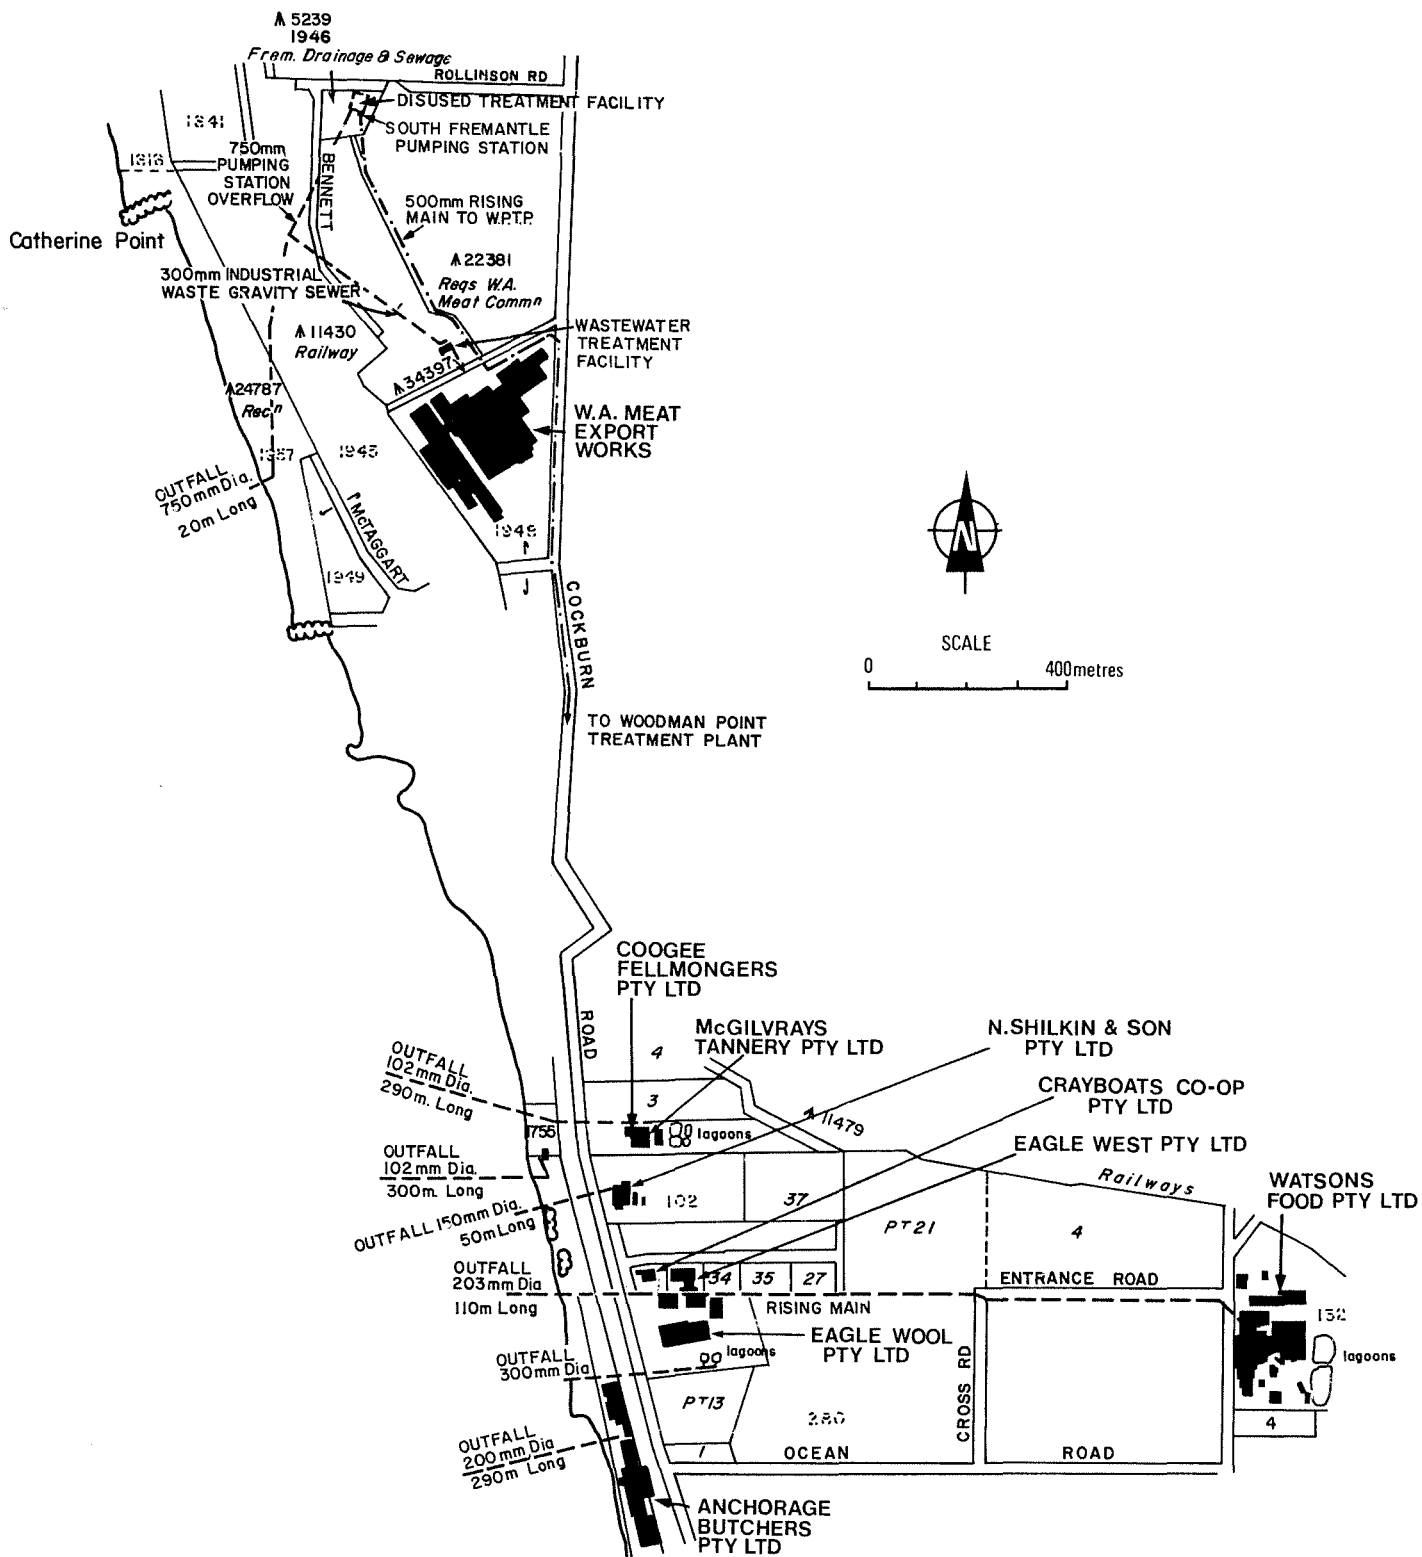 5239
1946
Frem. Drainage & Sewage
ROLLINSON RD
DISUSED TREATMENT FACILITY
SOUTH FREMANTLE
PUMPING STATION
1341
750mm
PUMPING
STATION
OVERFLOW
BENNETT
500mm RISING
MAIN TO W.P.T.P.
Catherine Point
22381
Reqs W.A.
Meat Commⁿ
300mm INDUSTRIAL
WASTE GRAVITY SEWER
11430
Railway
WASTEWATER
TREATMENT
FACILITY
34397
24787
Recⁿ
W.A. MEAT
EXPORT
WORKS
1945
OUTFALL
750mm Dia.
20m Long
McTAGGART
1949
N
SCALE
0 400metres
COCKBURN
TO WOODMAN POINT
TREATMENT PLANT
COOGEE
FELLMONGERS
PTY LTD
ROAD
McGILVRAYS
TANNERY PTY LTD
N.SHILKIN & SON
PTY LTD
4
OUTFALL
102mm Dia.
290m. Long
3
CRAYBOATS CO-OP
PTY LTD
11479
lagoons
1755
EAGLE WEST PTY LTD
OUTFALL
102mm Dia.
300m. Long
Railways
WATSONS
FOOD PTY LTD
102
37
OUTFALL 150mm Dia.
50m Long
PT21
4
OUTFALL
203mm Dia
110m Long
34
35
27
ENTRANCE ROAD
RISING MAIN
132
EAGLE WOOL
PTY LTD
lagoons
lagoons
OUTFALL
300mm Dia
CROSS RD
PT13
280
4
OUTFALL
200mm Dia
290m Long
1
OCEAN ROAD
ANCHORAGE
BUTCHERS
PTY LTD